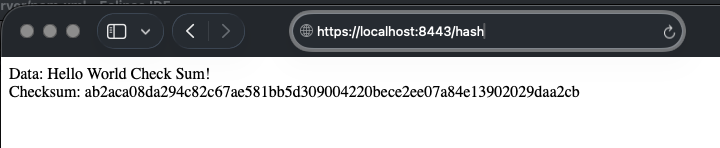 https://localhost:8443/hash
Data: Hello World Check Sum!
Checksum: ab2aca08da294c82c67ae581bb5d309004220bece2ee07a84e13902029daa2cb